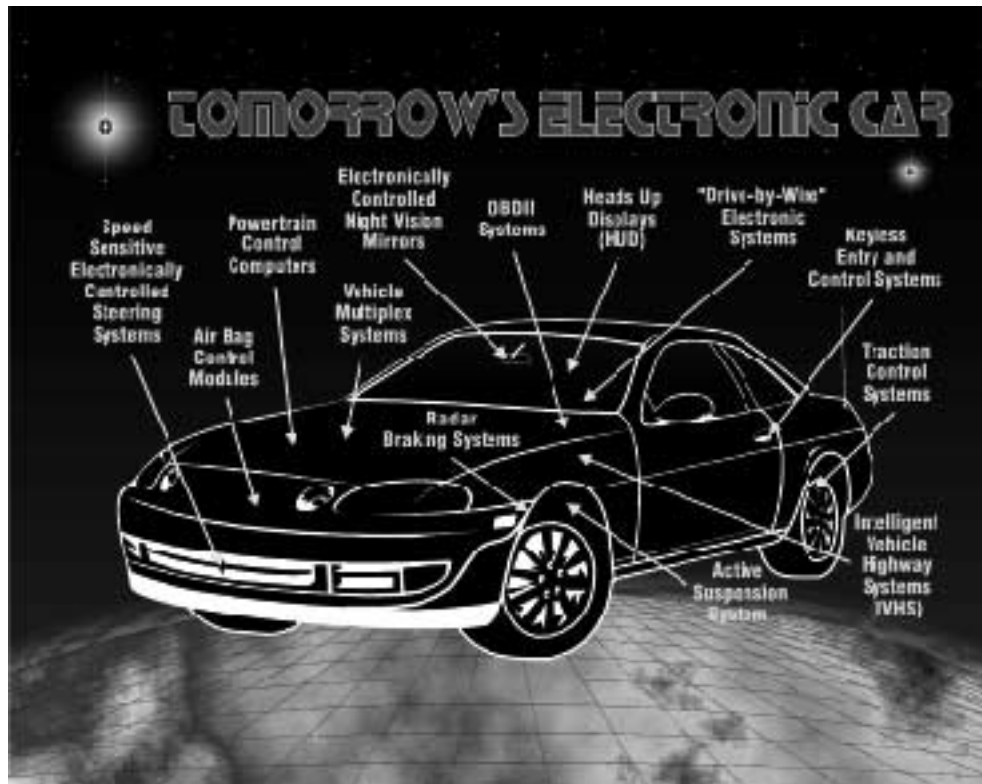 TOMORROW'S ELECTRONIC CAR
Speed
Sensitive
Electronically
Controlled
Steering
Systems
Air Bag
Control
Modules
Powertrain
Control
Computers
Vehicle
Multiplex
Systems
Electronically
Controlled
Night Vision
Mirrors
OBDII
Systems
Heads Up
Displays
(HUD)
"Drive-by-Wire"
Electronic
Systems
Keyless
Entry and
Control Systems
Traction
Control
Systems
Radar
Braking Systems
Active
Suspension
System
Intelligent
Vehicle
Highway
Systems
(IVHS)